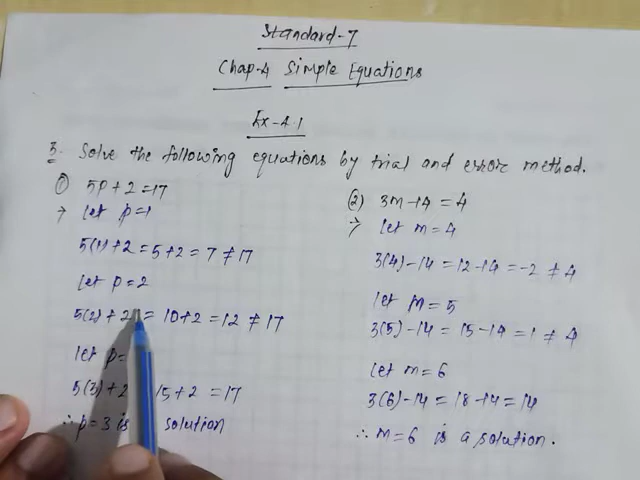 Standard-7
Chap-4 Simple Equations
Ex-4.1
3. Solve the following equations by trial and error method.
① 5p+2=17
→ let p=1
5(1)+2=5+2=7≠17
let p=2
5(2)+2=10+2=12≠17
let p=
5(3)+2 15+2=17
∴ p=3 is solution
② 3m-14=4
→ let m=4
3(4)-14=12-14=-2≠4
let m=5
3(5)-14=15-14=1≠4
let m=6
3(6)-14=18-14=14
∴ m=6 is a solution.